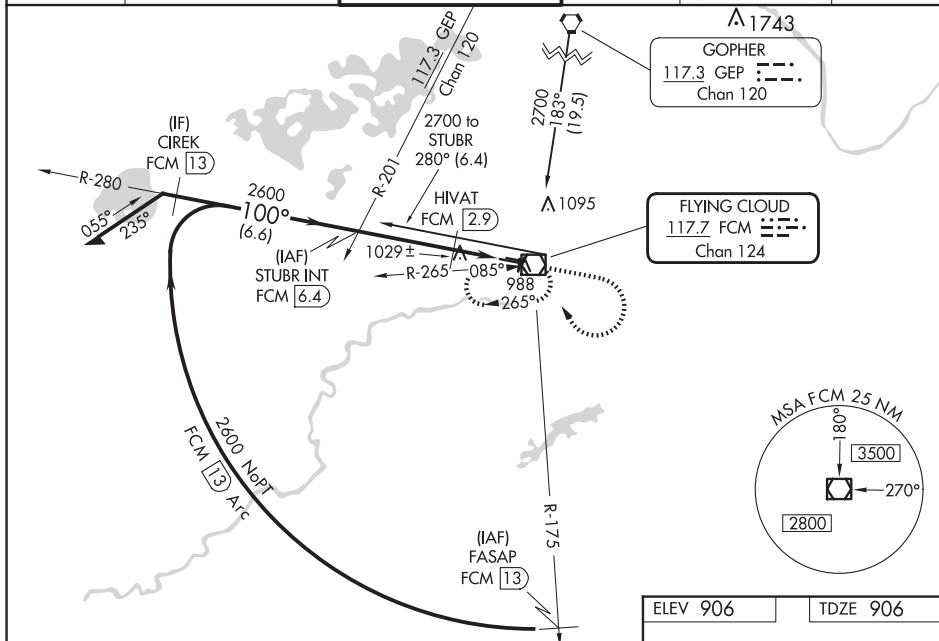 1743
GOPHER
117.3 GEP
Chan 120
117.3 GEP
Chan 120
2700
183°
(19.5)
2700 to
STUBR
280° (6.4)
(IF)
CIREK
FCM 13
R-280
R-201
055°
235°
2600
100°
(6.6)
HIVAT
FCM 2.9
1095
FLYING CLOUD
117.7 FCM
Chan 124
(IAF)
STUBR INT
FCM 6.4
1029 ±
R-265
085°
988
265°
2600 NoPT
FCM 13 Arc
R-175
(IAF)
FASAP
FCM 13
MSA FCM 25 NM
180°
3500
270°
2800
ELEV 906
TDZE 906